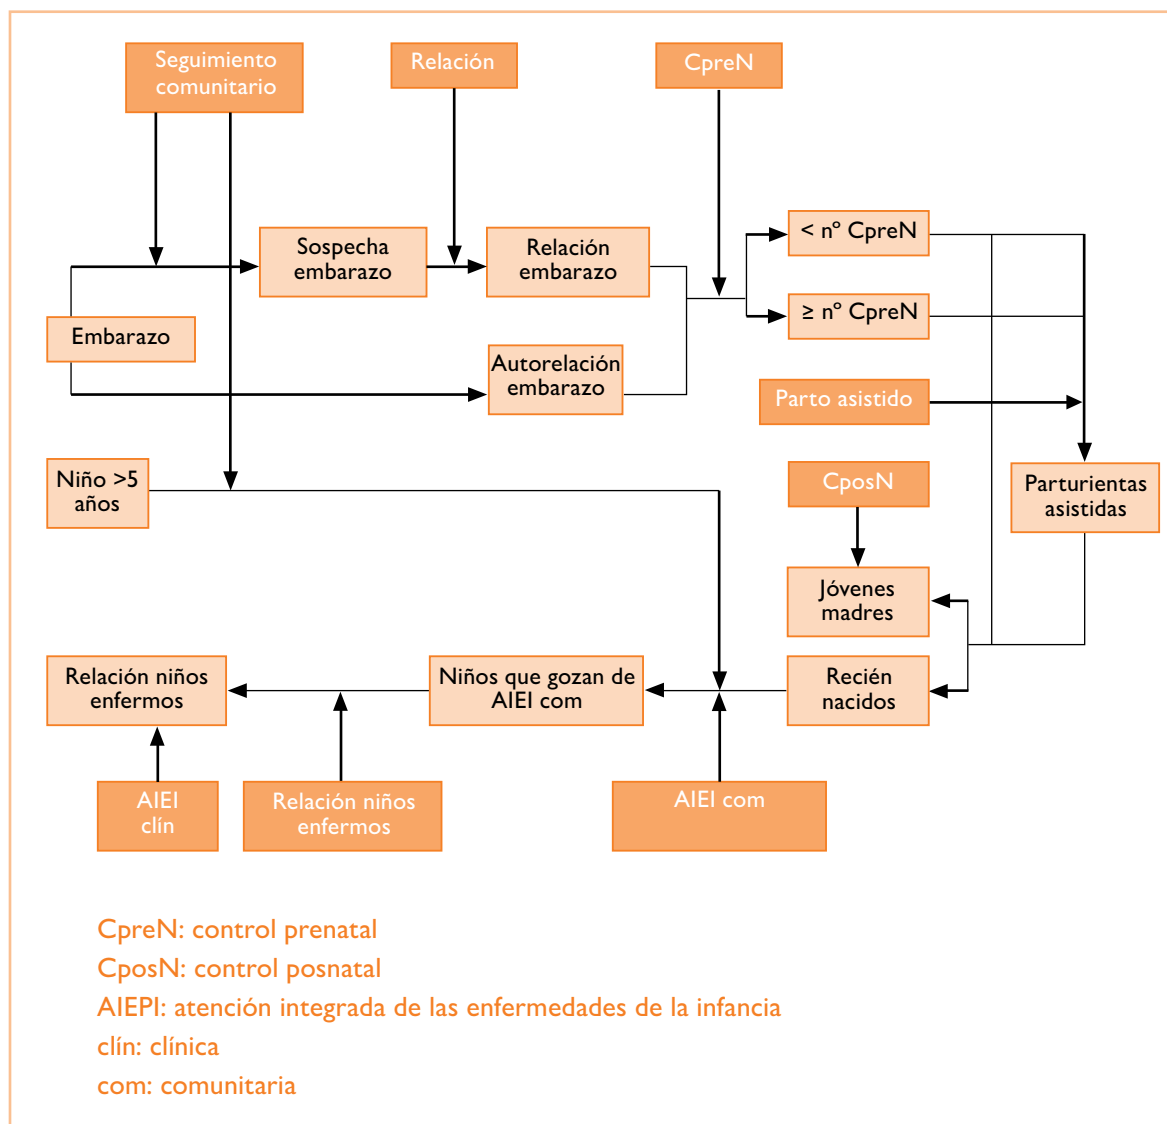 Seguimiento
comunitario
Relación
CpreN
Sospecha
embarazo
Relación
embarazo
< nº CpreN
≥ nº CpreN
Embarazo
Autorelación
embarazo
Parto asistido
Niño >5
años
CposN
Parturientas
asistidas
Jóvenes
madres
Relación niños
enfermos
Niños que gozan de
AIEI com
Recién
nacidos
AIEI
clín
Relación niños
enfermos
AIEI com
CpreN: control prenatal
CposN: control posnatal
AIEPI: atención integrada de las enfermedades de la infancia
clín: clínica
com: comunitaria